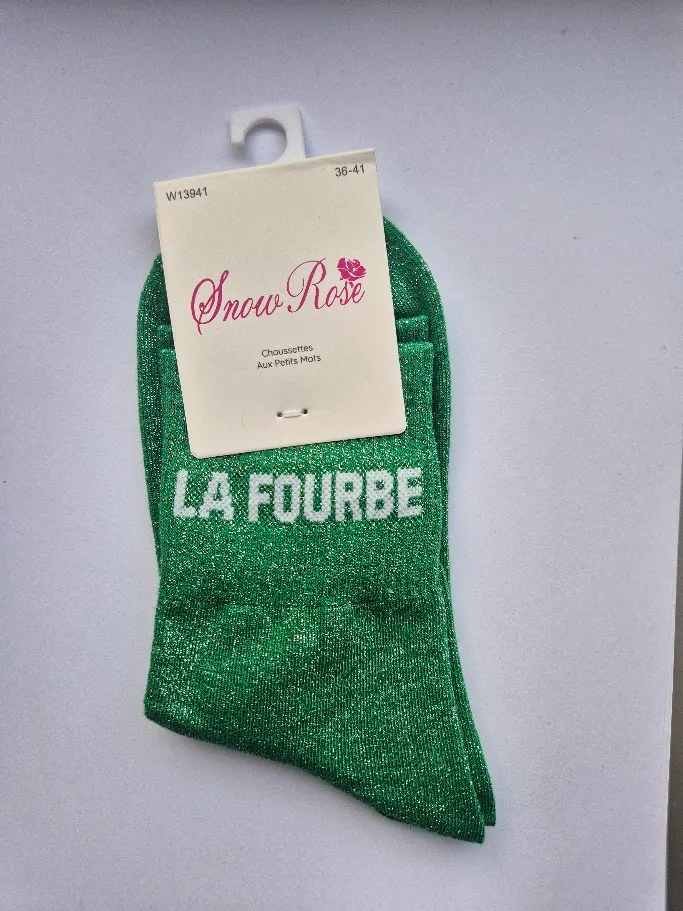 W13941
36-41
Snow Rose
Chaussettes
Aux Petits Mots
LA FOURBE